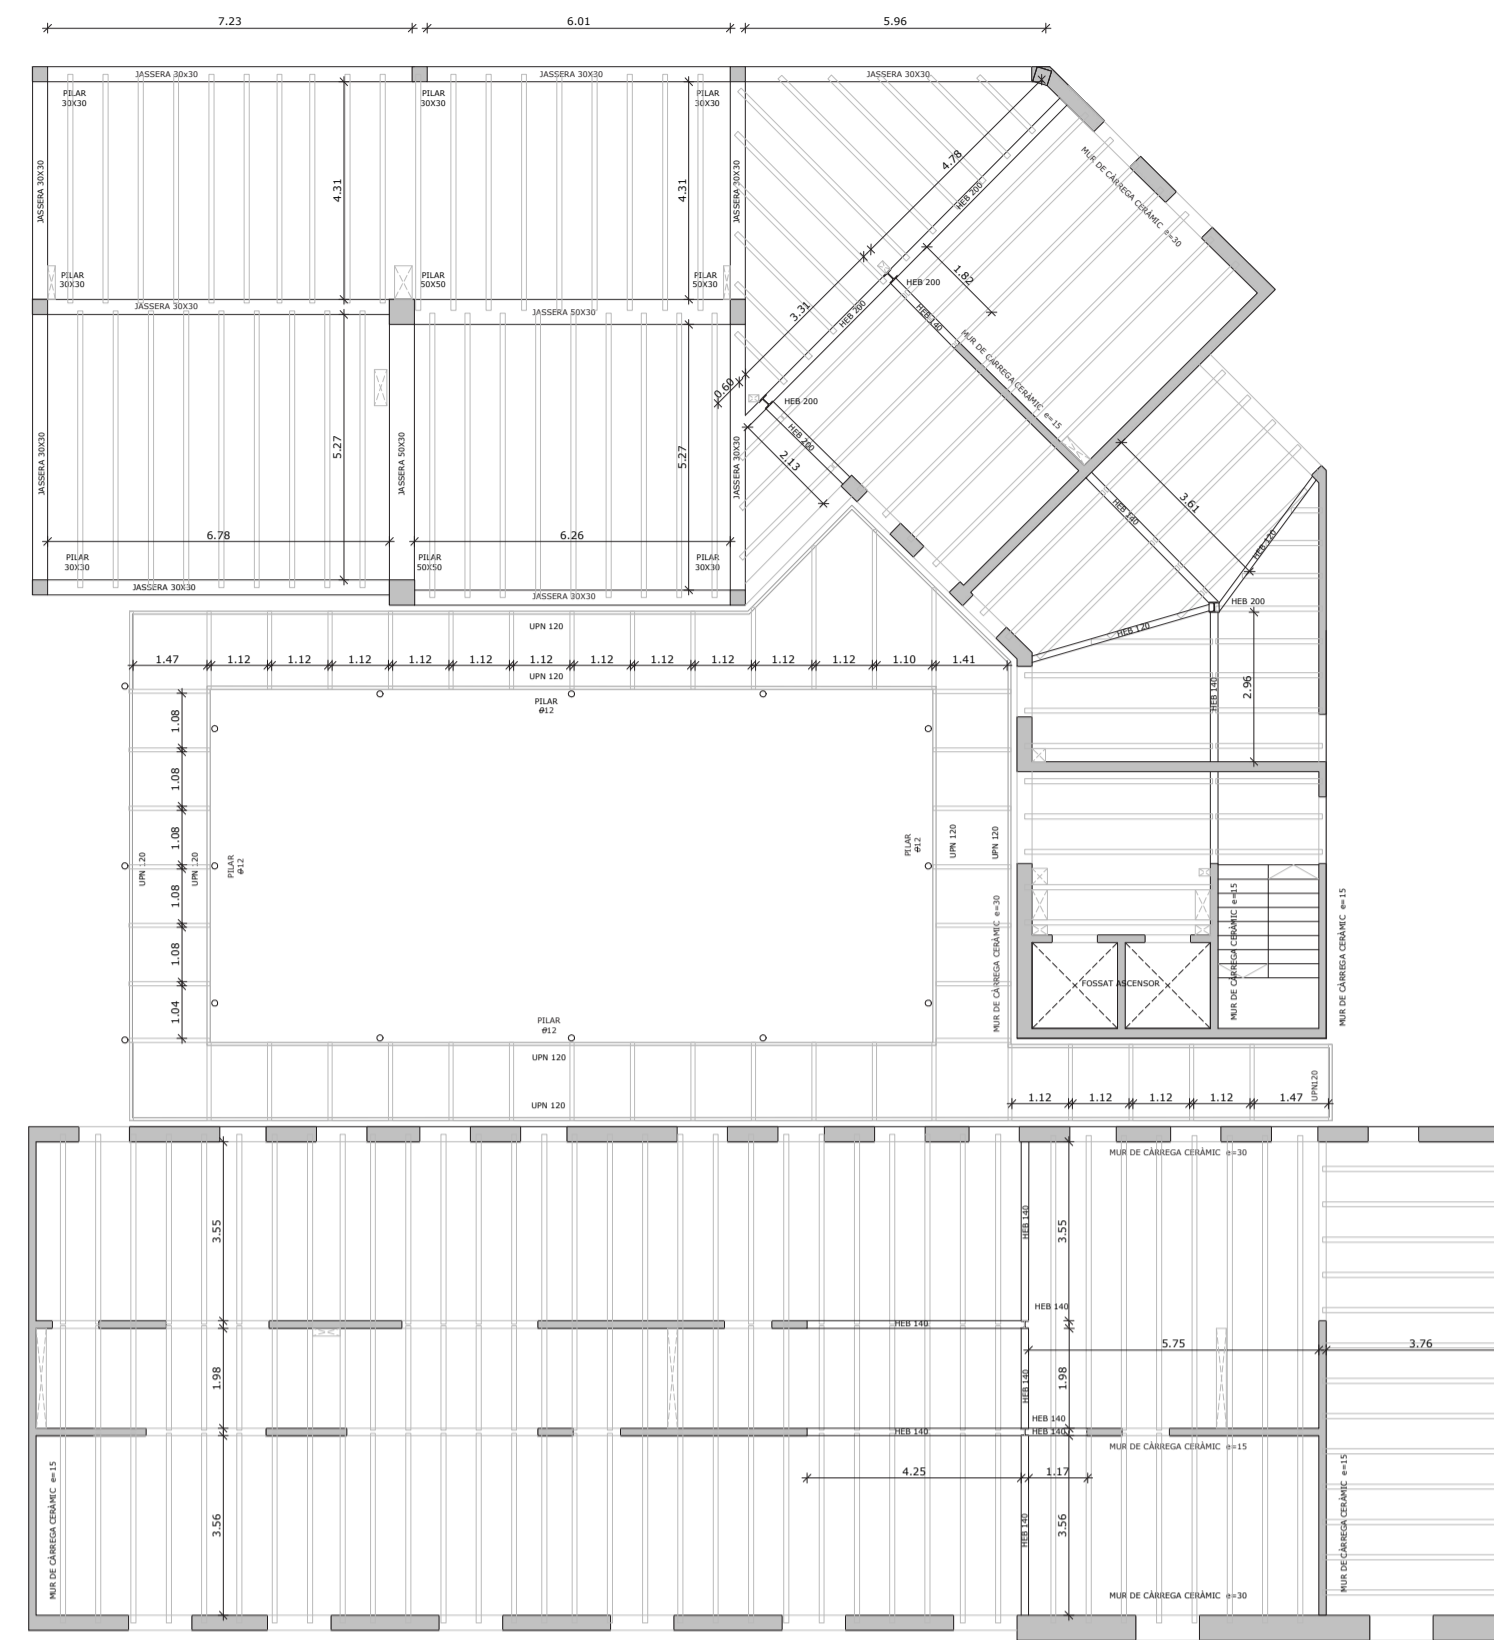 7.23
6.01
5.96
JASSERA 30x30
JASSERA 30x30
JASSERA 30x30
PILAR
30X30
PILAR
30X30
PILAR
30X30
JASSERA 30X30
4.31
4.31
JASSERA 30X30
4.78
HEB 200
MUR DE CÀRREGA CERÀMIC e=30
PILAR
30X30
PILAR
50X50
PILAR
50X30
HEB 200
1.82
JASSERA 30X30
JASSERA 50X30
3.31
HEB 200
HEB 140
MUR DE CÀRREGA CERÀMIC e=15
0.60
HEB 200
HEB 200
2.13
JASSERA 30X30
5.27
JASSERA 50X30
5.27
JASSERA 30X30
6.78
6.26
PILAR
30X30
PILAR
50X50
PILAR
30X30
JASSERA 30X30
JASSERA 30X30
HEB 140
3.61
HEB 120
HEB 200
HEB 120
HEB 140
2.96
UPN 120
1.47
1.12
1.12
1.12
1.12
1.12
1.12
1.12
1.12
1.12
1.12
1.12
1.10
1.41
UPN 120
PILAR
ø12
1.08
1.08
1.08
1.08
1.08
1.04
UPN 120
UPN 120
PILAR
ø12
PILAR
ø12
UPN 120
UPN 120
MUR DE CÀRREGA CERÀMIC e=30
MUR DE CÀRREGA CERÀMIC e=15
MUR DE CÀRREGA CERÀMIC e=15
FOSSAT ASCENSOR
PILAR
ø12
UPN 120
UPN 120
1.12
1.12
1.12
1.12
1.47
UPN120
MUR DE CÀRREGA CERÀMIC e=30
3.55
HEB 140
3.55
HEB 140
HEB 140
5.75
3.76
1.98
HEB 140
1.98
HEB 140
HEB 140
HEB 140
MUR DE CÀRREGA CERÀMIC e=15
4.25
1.17
MUR DE CÀRREGA CERÀMIC e=15
3.56
HEB 140
3.56
MUR DE CÀRREGA CERÀMIC e=15
MUR DE CÀRREGA CERÀMIC e=30